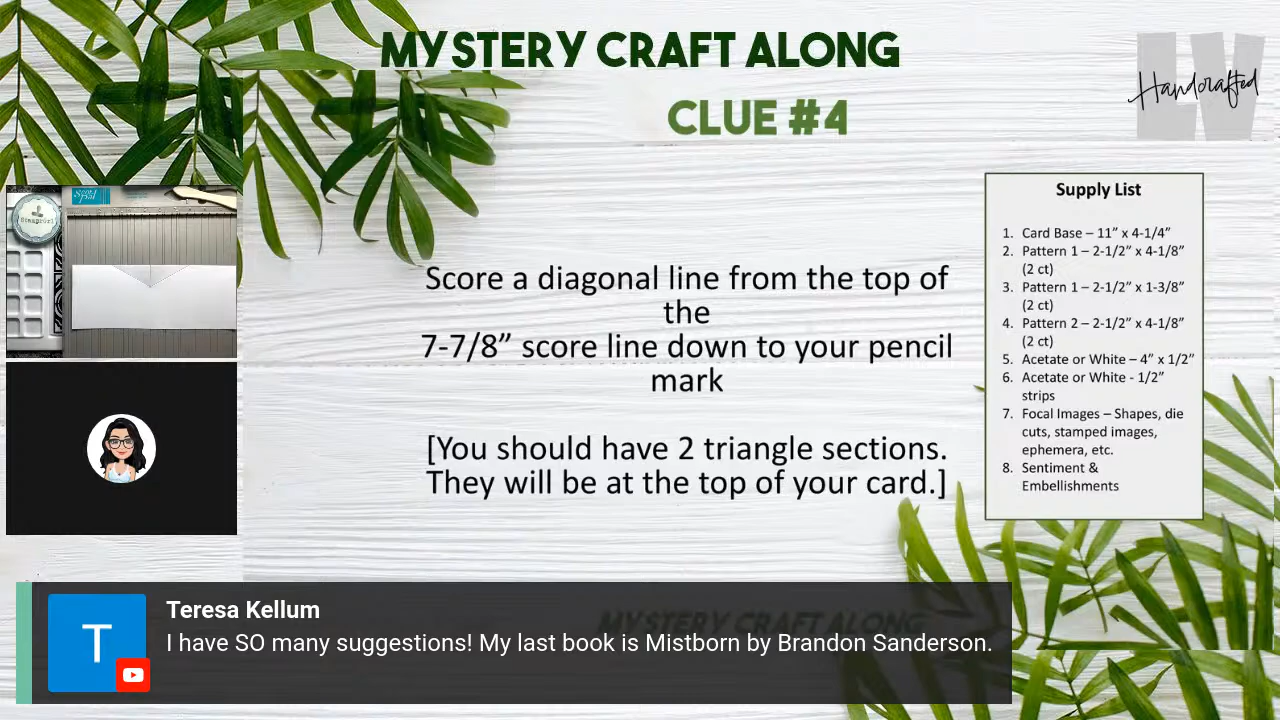 MYSTERY CRAFT ALONG
CLUE #4
Handcrafted
LV
Score a diagonal line from the top of
the
7-7/8” score line down to your pencil
mark
[You should have 2 triangle sections.
They will be at the top of your card.]
Supply List
1. Card Base – 11” x 4-1/4”
2. Pattern 1 – 2-1/2” x 4-1/8”
(2 ct)
3. Pattern 1 – 2-1/2” x 1-3/8”
(2 ct)
4. Pattern 2 – 2-1/2” x 4-1/8”
(2 ct)
5. Acetate or White – 4” x 1/2”
6. Acetate or White - 1/2”
strips
7. Focal Images – Shapes, die
cuts, stamped images,
ephemera, etc.
8. Sentiment &
Embellishments
MYSTERY CRAFT ALONG
T
Teresa Kellum
I have SO many suggestions! My last book is Mistborn by Brandon Sanderson.